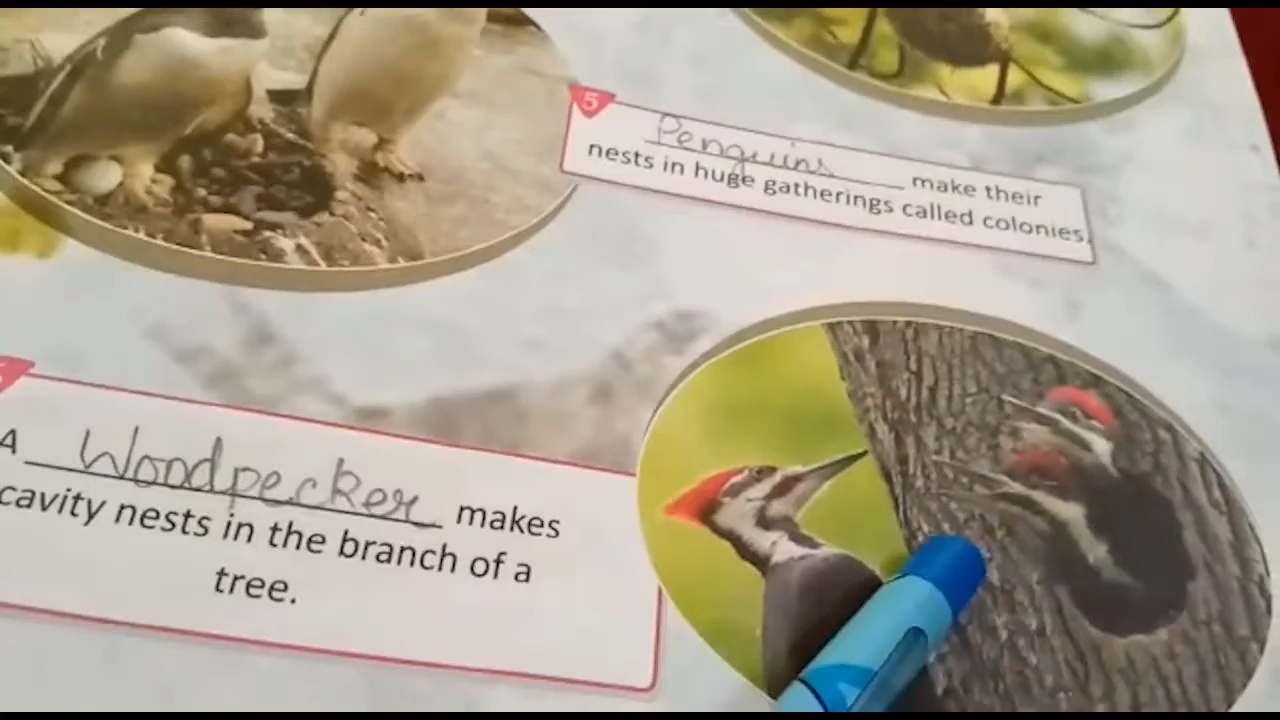 5
Penguins make their
nests in huge gatherings called colonies.
A Woodpecker makes
cavity nests in the branch of a
tree.